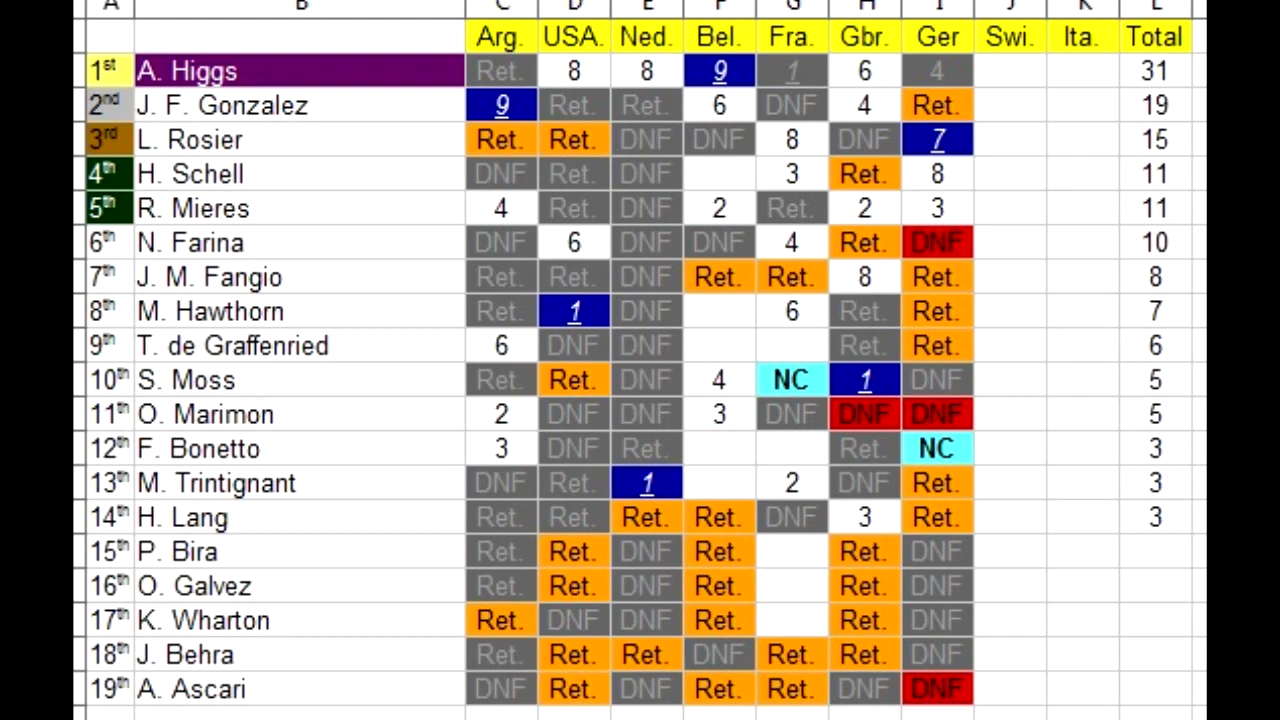 A B C D E F G H I J K L
Arg. USA. Ned. Bel. Fra. Gbr. Ger Swi. Ita. Total
1st A. Higgs Ret. 8 8 9 1 6 4 31
2nd J. F. Gonzalez 9 Ret. Ret. 6 DNF 4 Ret. 19
3rd L. Rosier Ret. Ret. DNF DNF 8 DNF 7 15
4th H. Schell DNF Ret. DNF 3 Ret. 8 11
5th R. Mieres 4 Ret. DNF 2 Ret. 2 3 11
6th N. Farina DNF 6 DNF DNF 4 Ret. DNF 10
7th J. M. Fangio Ret. Ret. DNF Ret. Ret. 8 Ret. 8
8th M. Hawthorn Ret. 1 DNF 6 Ret. Ret. 7
9th T. de Graffenried 6 DNF DNF Ret. Ret. 6
10th S. Moss Ret. Ret. DNF 4 NC 1 DNF 5
11th O. Marimon 2 DNF DNF 3 DNF DNF DNF 5
12th F. Bonetto 3 DNF Ret. Ret. NC 3
13th M. Trintignant DNF Ret. 1 2 DNF Ret. 3
14th H. Lang Ret. Ret. Ret. Ret. DNF 3 Ret. 3
15th P. Bira Ret. Ret. DNF Ret. Ret. DNF
16th O. Galvez Ret. Ret. DNF Ret. Ret. DNF
17th K. Wharton Ret. DNF DNF Ret. Ret. DNF
18th J. Behra Ret. Ret. Ret. DNF Ret. Ret. DNF
19th A. Ascari DNF Ret. DNF Ret. Ret. DNF DNF